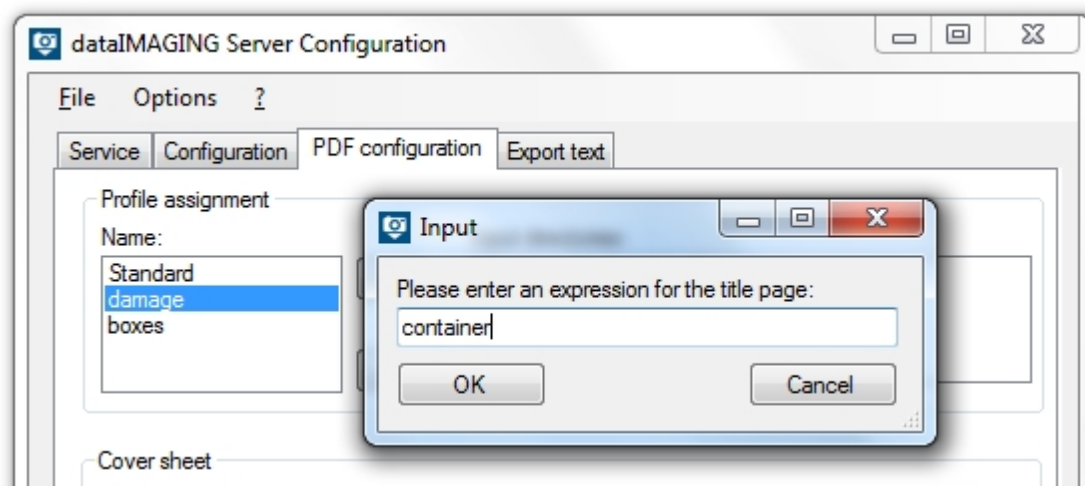 dataIMAGING Server Configuration
File Options ?
Service Configuration PDF configuration Export text
Profile assignment
Name:
Standard
damage
boxes
Input
Please enter an expression for the title page:
container
OK Cancel
Cover sheet